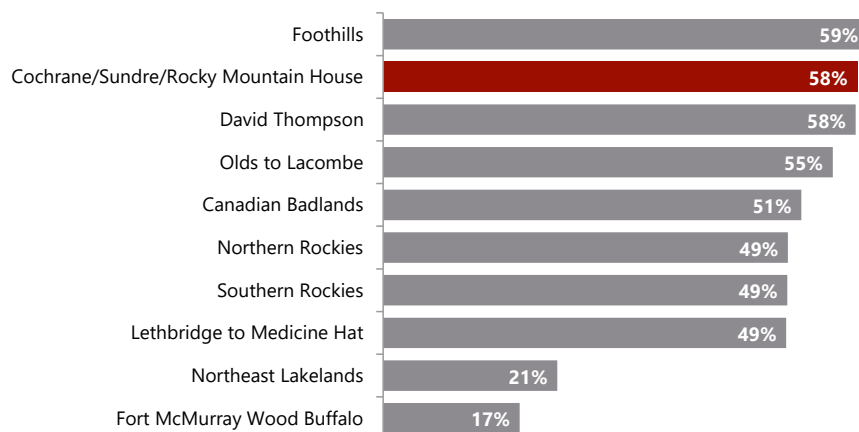 Foothills 59%
Cochrane/Sundre/Rocky Mountain House 58%
David Thompson 58%
Olds to Lacombe 55%
Canadian Badlands 51%
Northern Rockies 49%
Southern Rockies 49%
Lethbridge to Medicine Hat 49%
Northeast Lakelands 21%
Fort McMurray Wood Buffalo 17%